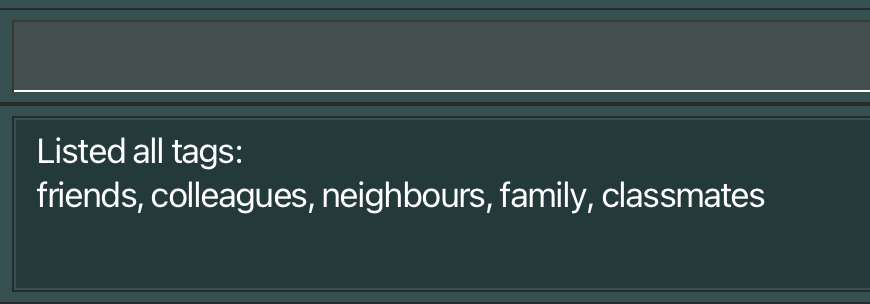 Listed all tags:
friends, colleagues, neighbours, family, classmates